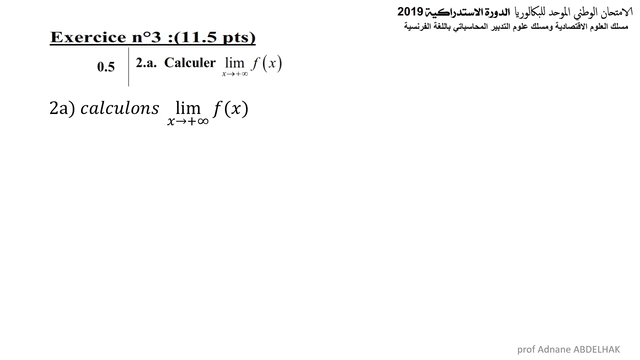 الامتحان الوطني الموحد للبكالوريا الدورة الاستدراكية 2019
مسلك العلوم الاقتصادية ومسلك علوم التدبير المحاسباتي باللغة الفرنسية
Exercice n°3 :(11.5 pts)
0.5 2.a. Calculer lim f(x)
x→+∞
2a) calculons lim f(x)
x→+∞
prof Adnane ABDELHAK